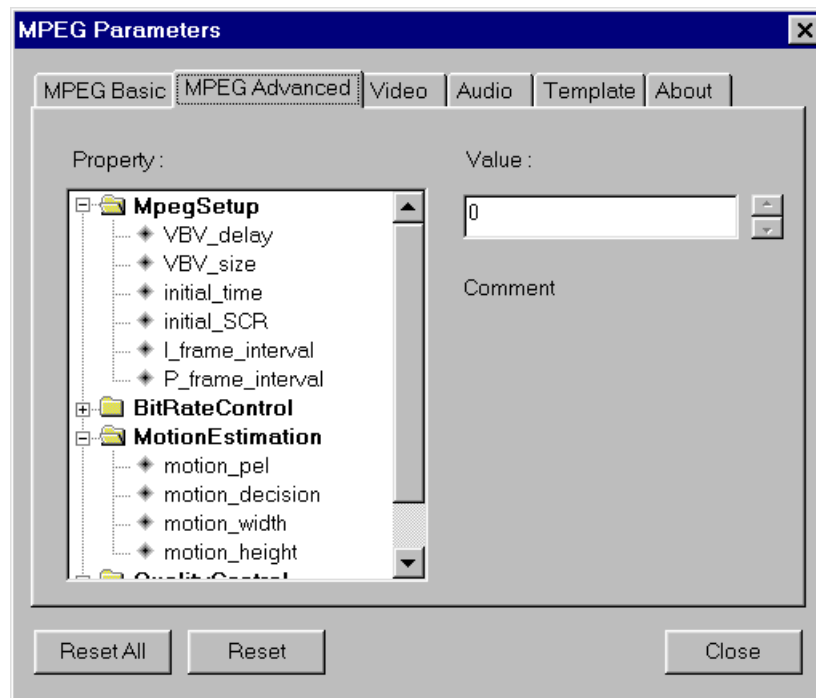 MPEG Parameters
MPEG Basic MPEG Advanced Video Audio Template About
Property :
Value :
MpegSetup
0
VBV_delay
VBV_size
initial_time
Comment
initial_SCR
I_frame_interval
P_frame_interval
BitRateControl
MotionEstimation
motion_pel
motion_decision
motion_width
motion_height
QualityControl
Reset All Reset Close